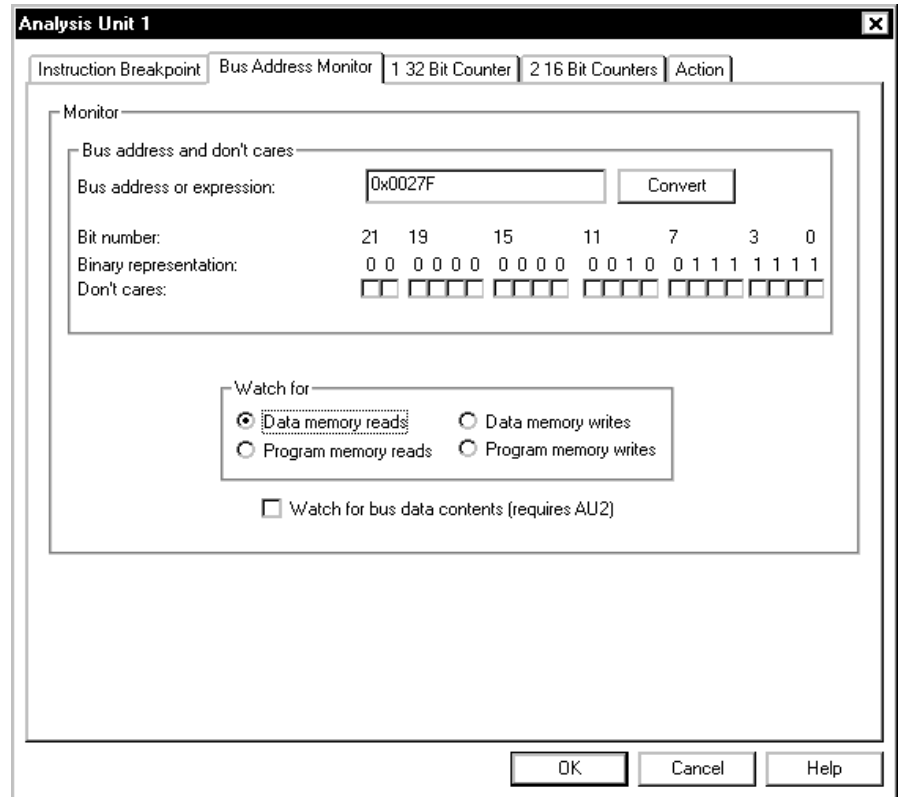 Analysis Unit 1
Instruction Breakpoint Bus Address Monitor 1 32 Bit Counter 2 16 Bit Counters Action
Monitor
Bus address and don't cares
Bus address or expression: 0x0027F Convert
Bit number: 21 19 15 11 7 3 0
Binary representation: 0 0 0 0 0 0 0 0 0 0 0 0 1 0 0 1 1 1 1 1 1 1
Don't cares:
Watch for
Data memory reads Data memory writes
Program memory reads Program memory writes
Watch for bus data contents (requires AU2)
OK Cancel Help